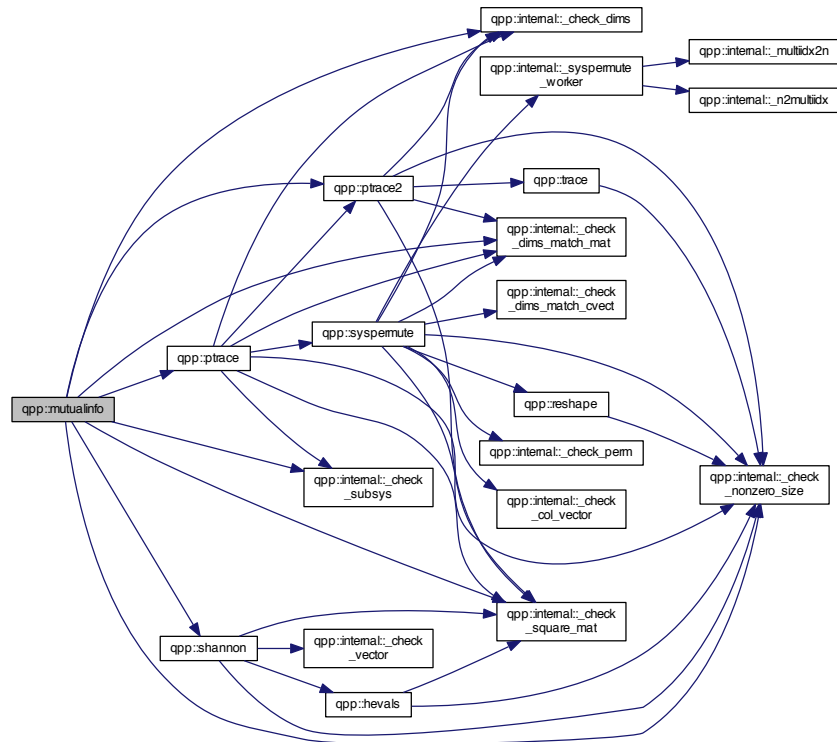 qpp::internal::_check_dims
qpp::internal::_syspermute
_worker
qpp::internal::_multiidx2n
qpp::internal::_n2multiidx
qpp::ptrace2
qpp::trace
qpp::internal::_check
_dims_match_mat
qpp::internal::_check
_dims_match_cvect
qpp::syspermute
qpp::ptrace
qpp::mutualinfo
qpp::reshape
qpp::internal::_check_perm
qpp::internal::_check
_subsys
qpp::internal::_check
_col_vector
qpp::internal::_check
_nonzero_size
qpp::internal::_check
_square_mat
qpp::shannon
qpp::internal::_check
_vector
qpp::hevals